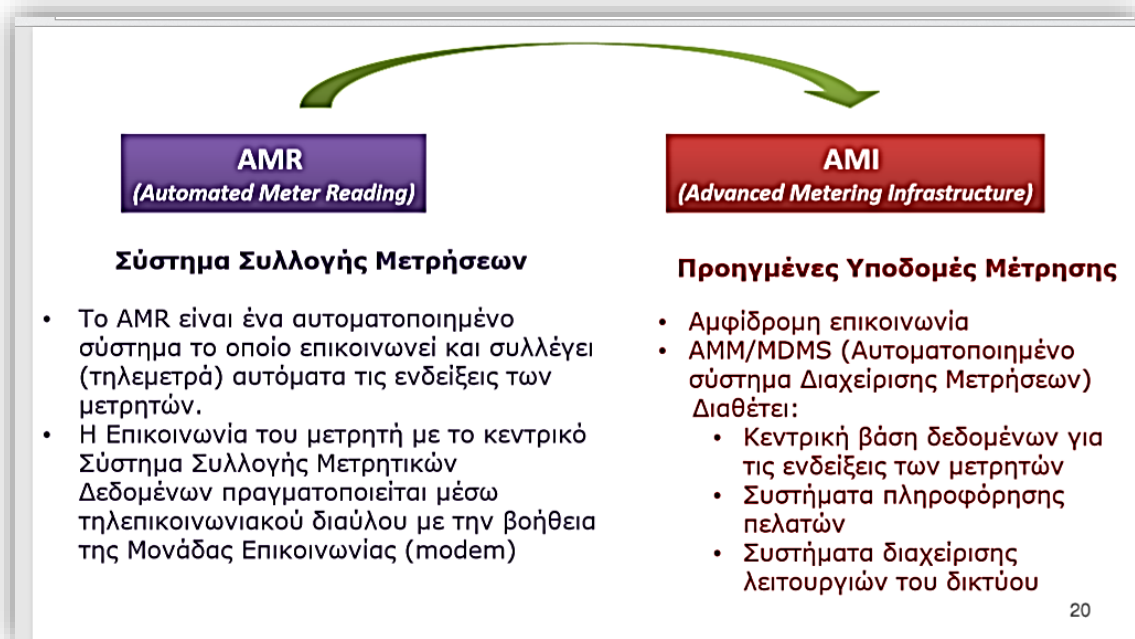 AMR
(Automated Meter Reading)
Σύστημα Συλλογής Μετρήσεων
• Το AMR είναι ένα αυτοματοποιημένο
σύστημα το οποίο επικοινωνεί και συλλέγει
(τηλεμετρά) αυτόματα τις ενδείξεις των
μετρητών.
• Η Επικοινωνία του μετρητή με το κεντρικό
Σύστημα Συλλογής Μετρητικών
Δεδομένων πραγματοποιείται μέσω
τηλεπικοινωνιακού διαύλου με την βοήθεια
της Μονάδας Επικοινωνίας (modem)
AMI
(Advanced Metering Infrastructure)
Προηγμένες Υποδομές Μέτρησης
• Αμφίδρομη επικοινωνία
• AMM/MDMS (Αυτοματοποιημένο
σύστημα Διαχείρισης Μετρήσεων)
Διαθέτει:
• Κεντρική βάση δεδομένων για
τις ενδείξεις των μετρητών
• Συστήματα πληροφόρησης
πελατών
• Συστήματα διαχείρισης
λειτουργιών του δικτύου
20